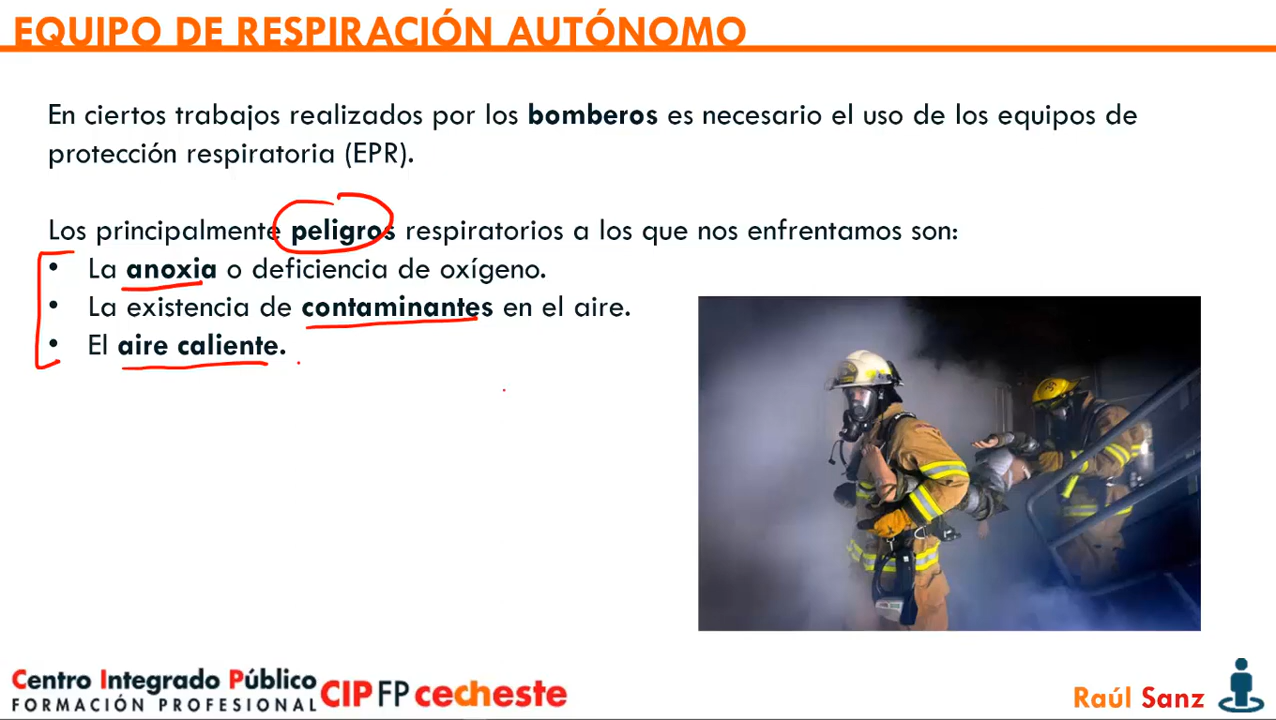 EQUIPO DE RESPIRACIÓN AUTÓNOMO
En ciertos trabajos realizados por los bomberos es necesario el uso de los equipos de
protección respiratoria (EPR).
Los principalmente peligros respiratorios a los que nos enfrentamos son:
• La anoxia o deficiencia de oxígeno.
• La existencia de contaminantes en el aire.
• El aire caliente.
Centro Integrado Público
FORMACIÓN PROFESIONAL
CIPFP cecheste
Raúl Sanz